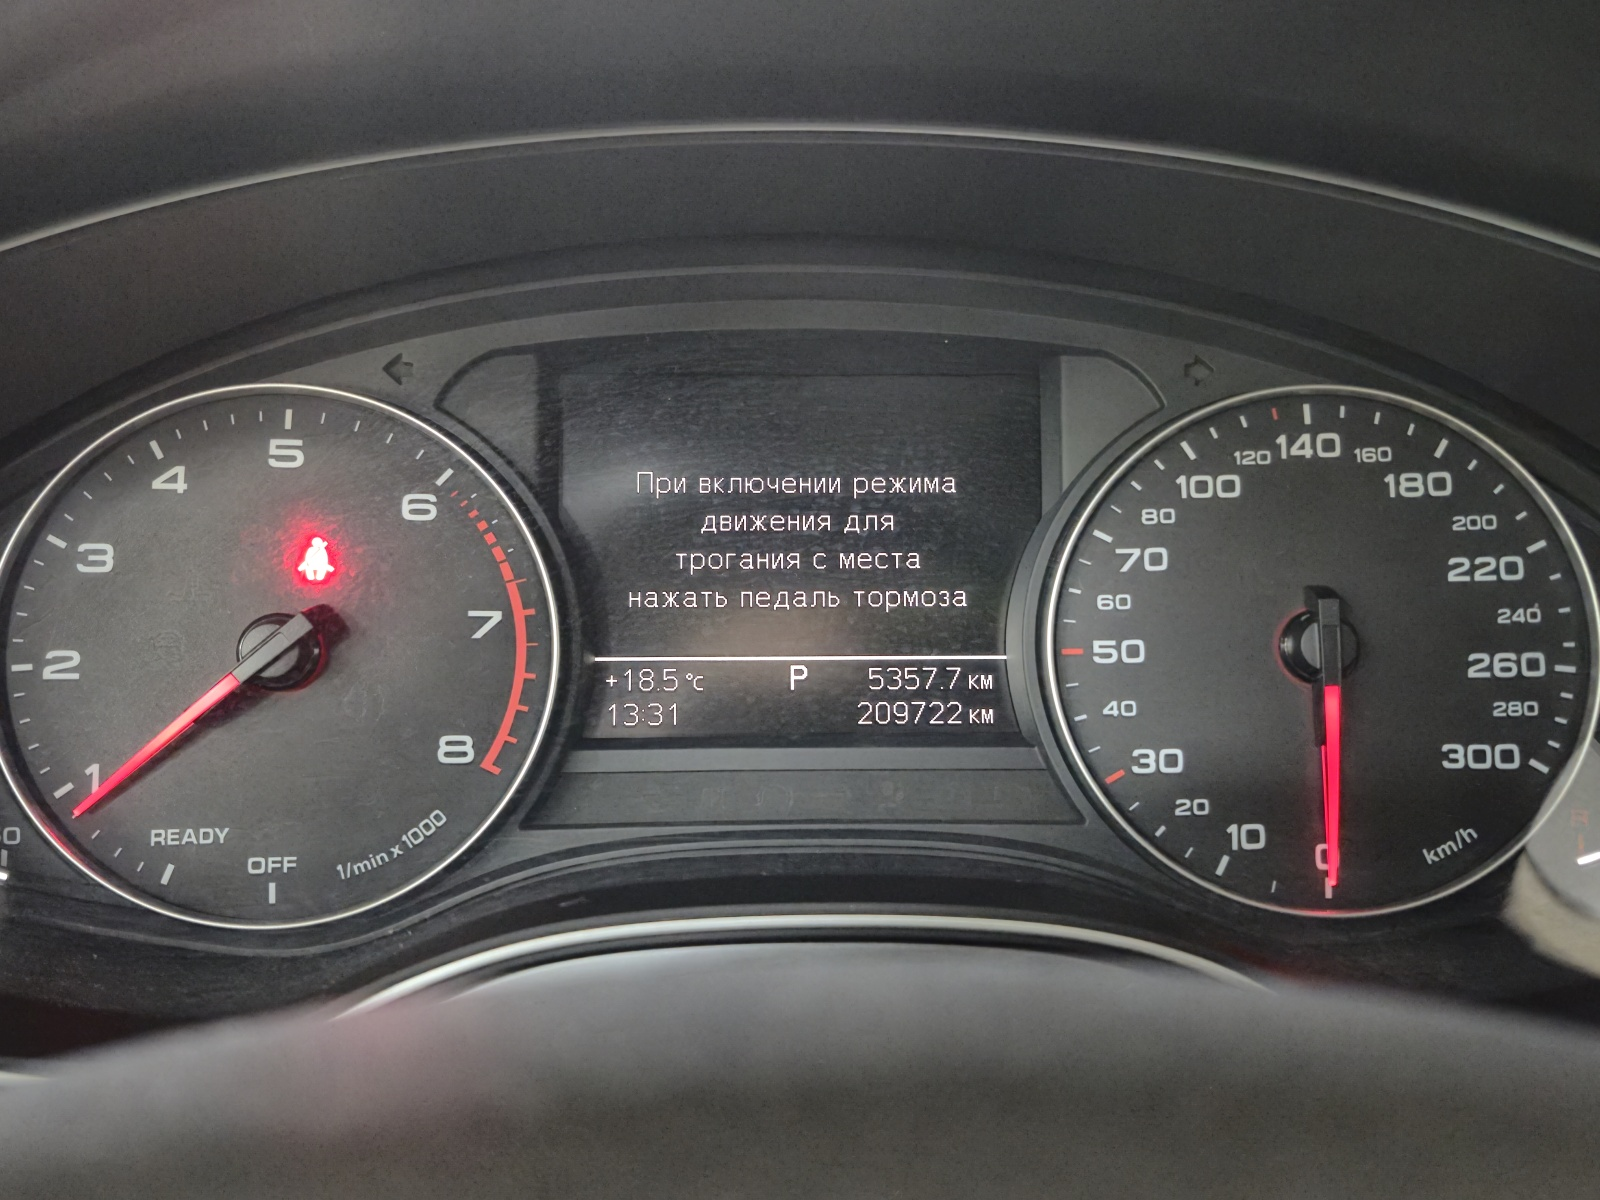 5
4
6
3
7
2
8
1
READY
OFF
1/min x 1000
При включении режима
движения для
трогания с места
нажать педаль тормоза
+18.5 °C P 5357.7 км
13:31 209722 км
120 140 160
100 180
80 200
70 220
60 240
50 260
40 280
30 300
20
10
0
km/h